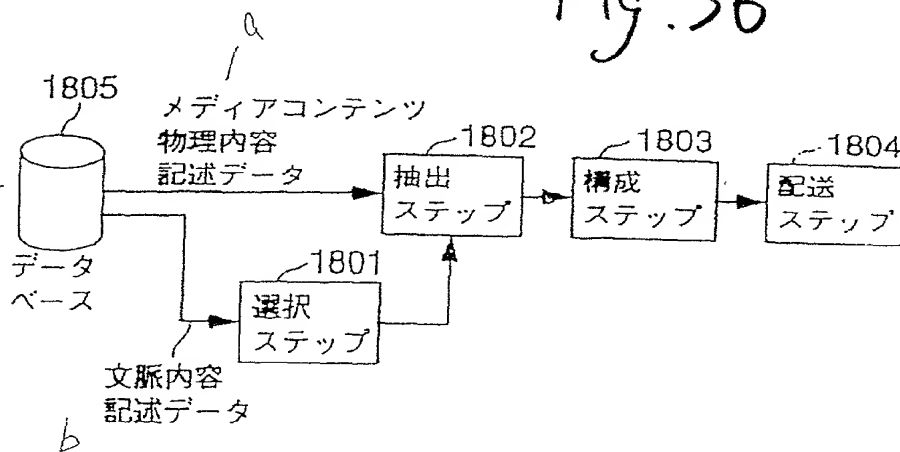 Fig. 36
a
1805
メディアコンテンツ
物理内容
記述データ
1802
抽出
ステップ
1803
構成
ステップ
1804
配送
ステップ
データ
ベース
1801
選択
ステップ
文脈内容
記述データ
b